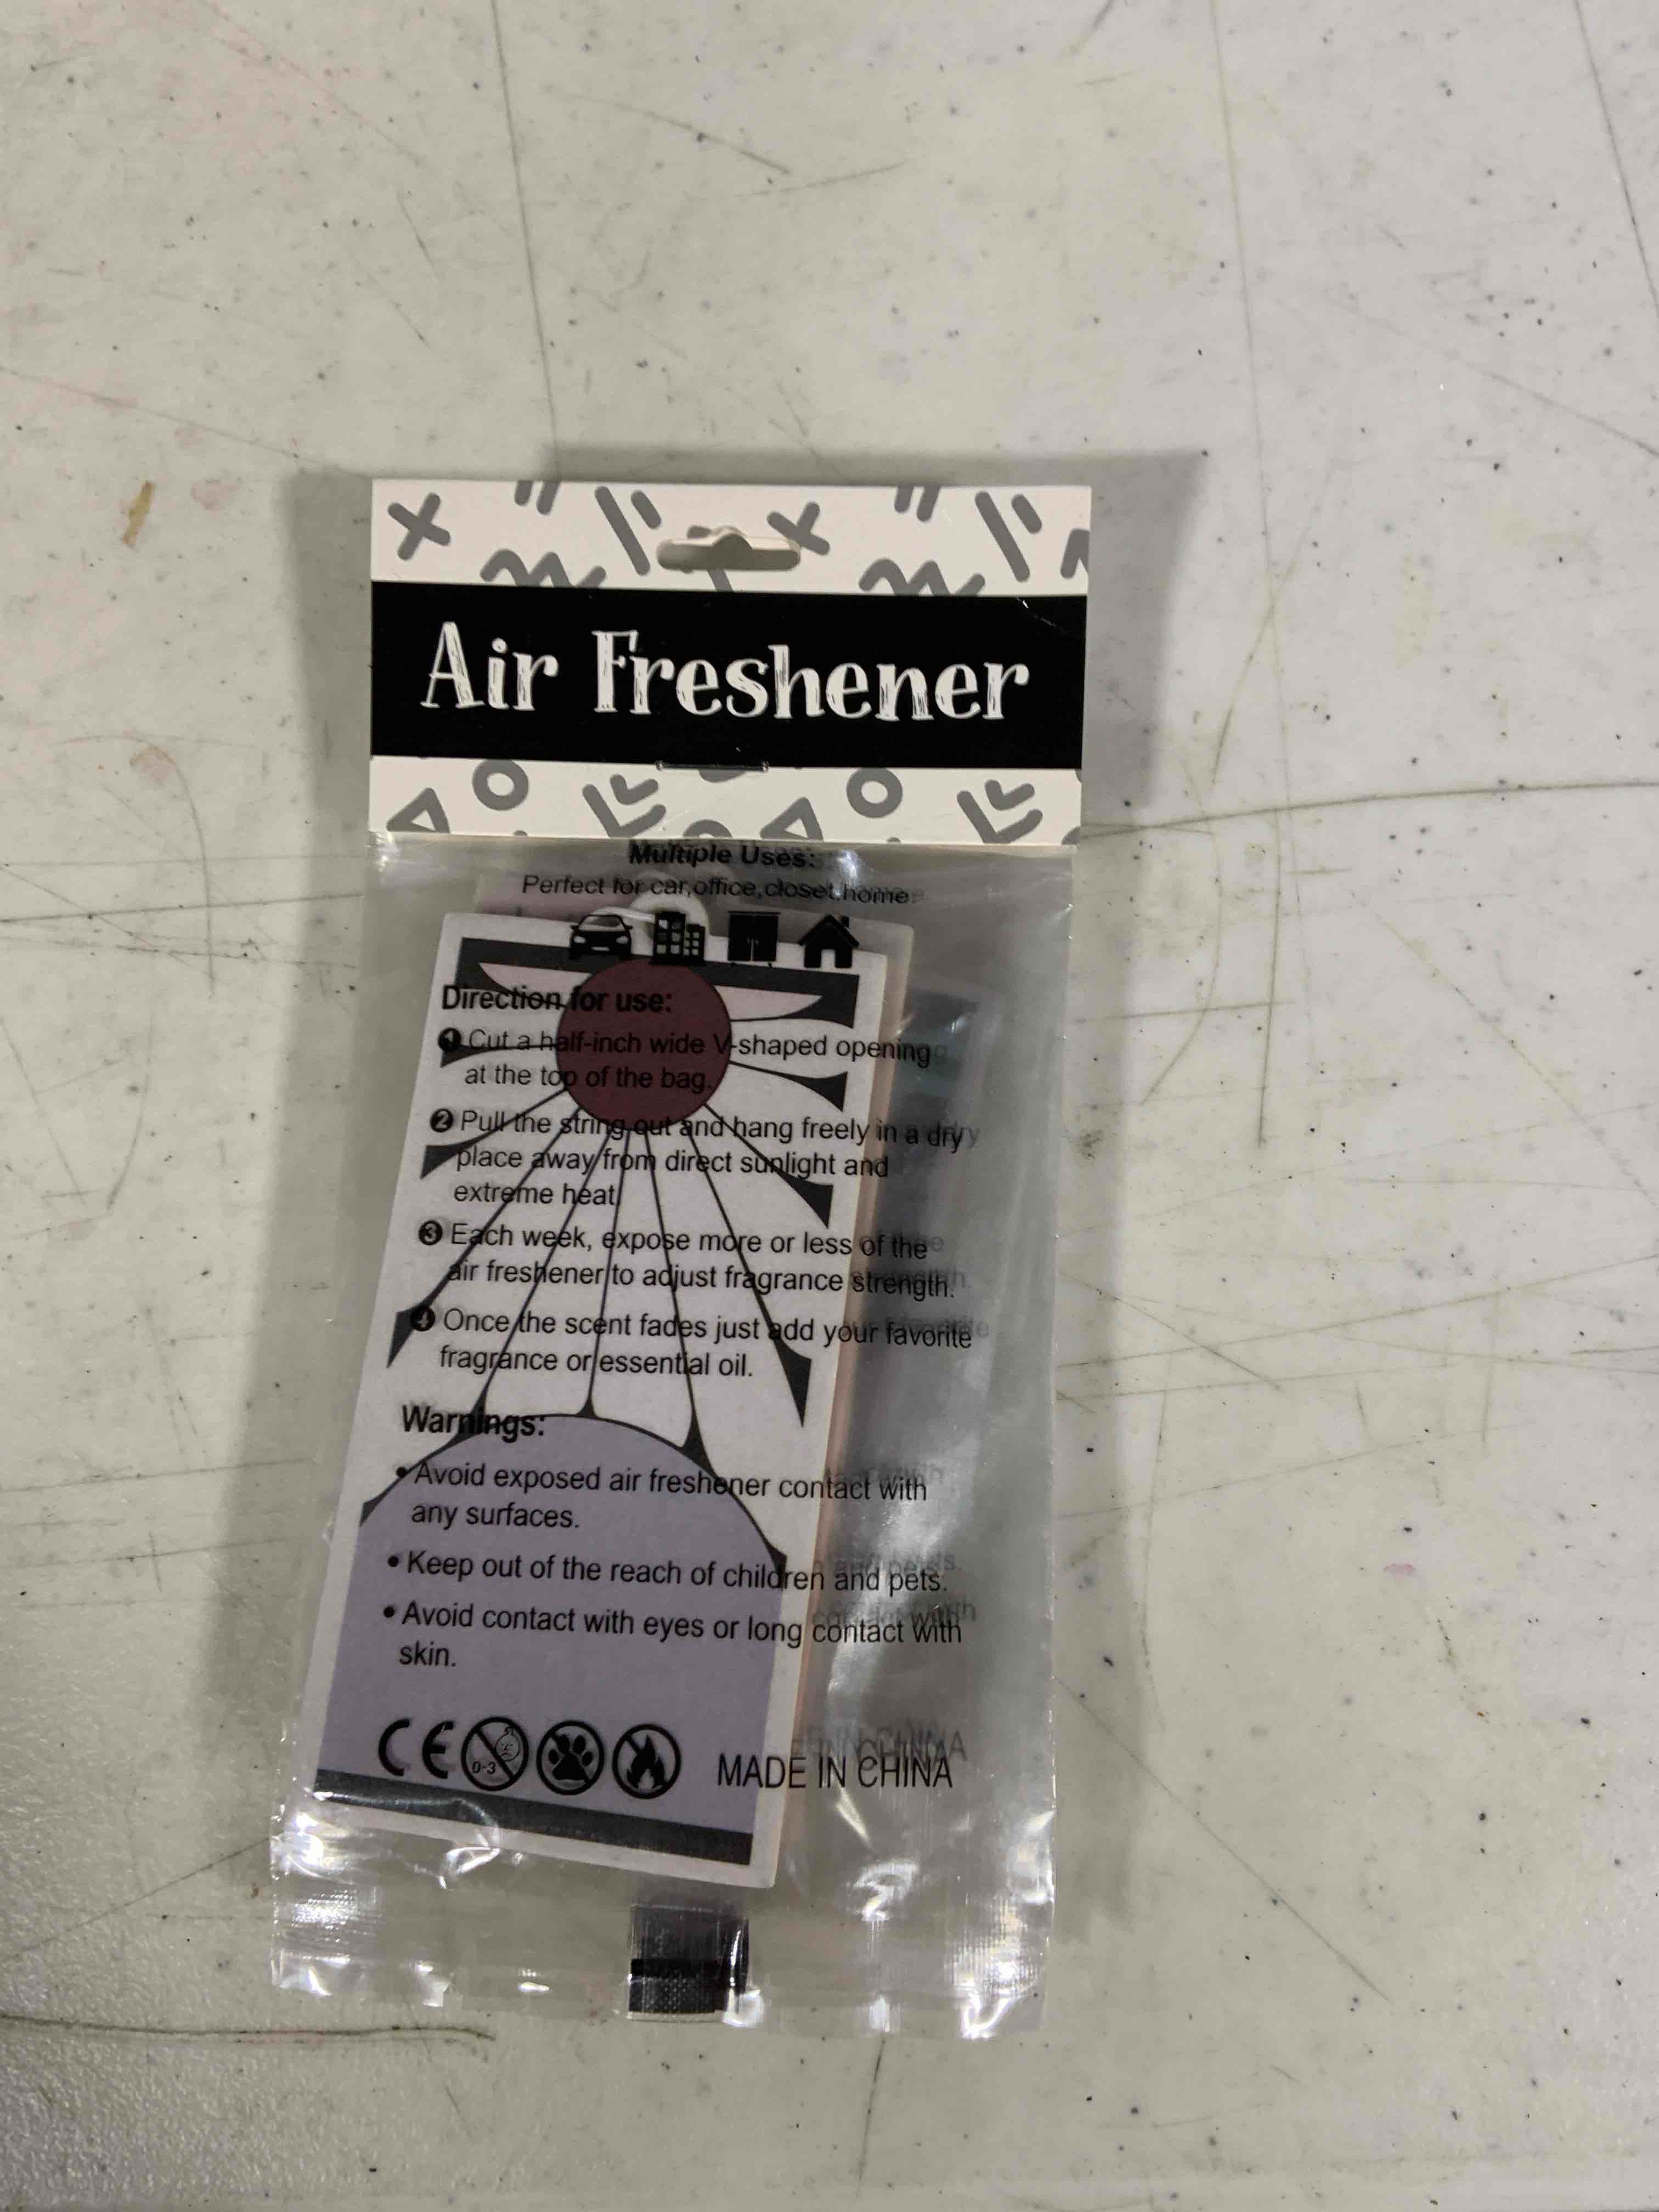 Air Freshener
Multiple Uses:
Perfect for car,office,closet,home
Direction for use:
1 Cut a half-inch wide V-shaped opening
at the top of the bag.
2 Pull the string out and hang freely in a dry
place away from direct sunlight and
extreme heat.
3 Each week, expose more or less of the
air freshener to adjust fragrance strength.
4 Once the scent fades just add your favorite
fragrance or essential oil.
Warnings:
• Avoid exposed air freshener contact with
any surfaces.
• Keep out of the reach of children and pets.
• Avoid contact with eyes or long contact with
skin.
CE 0-3 MADE IN CHINA